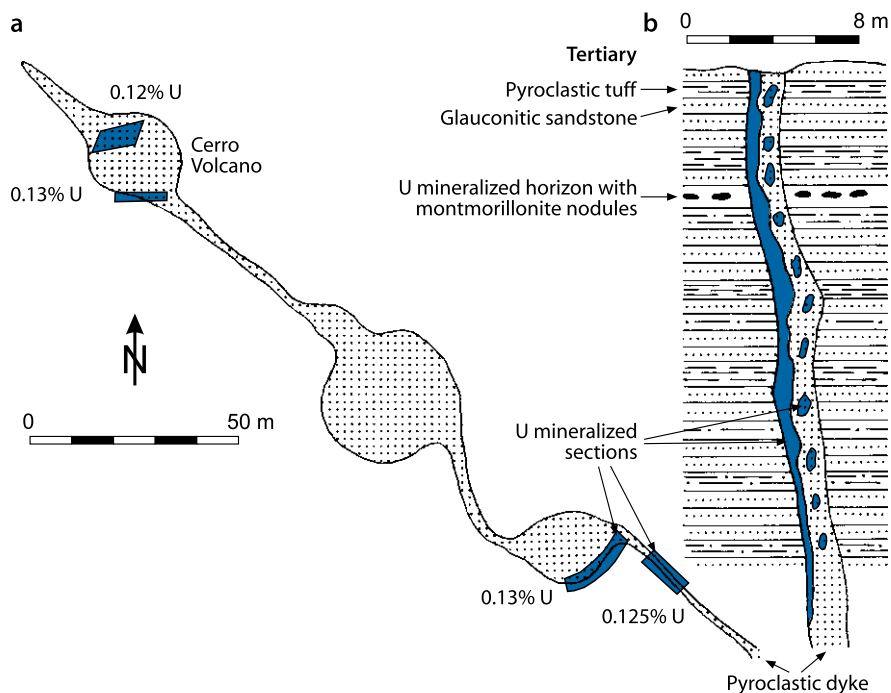 a
0.12% U
Cerro
Volcano
0.13% U
N
0
50 m
0.13% U
0.125% U
U mineralized
sections
Pyroclastic dyke
b
0
8 m
Tertiary
Pyroclastic tuff
Glauconitic sandstone
U mineralized horizon with
montmorillonite nodules